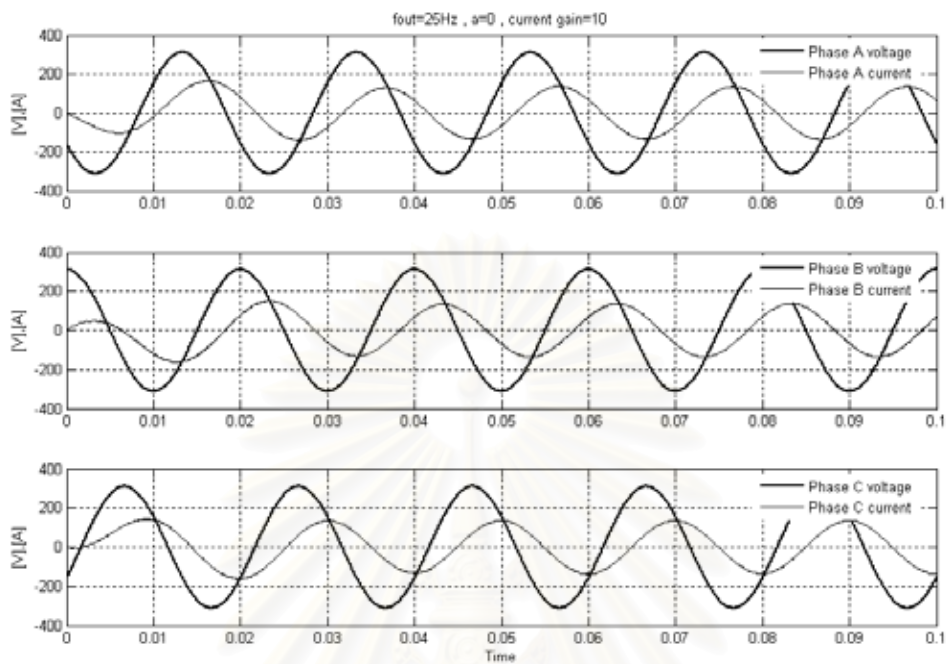 fout=25Hz , a=0 , current gain=10
400
200
0
-200
-400
[V],[A]
Phase A voltage
Phase A current
0 0.01 0.02 0.03 0.04 0.05 0.06 0.07 0.08 0.09 0.1
400
200
0
-200
-400
[V],[A]
Phase B voltage
Phase B current
0 0.01 0.02 0.03 0.04 0.05 0.06 0.07 0.08 0.09 0.1
400
200
0
-200
-400
[V],[A]
Phase C voltage
Phase C current
0 0.01 0.02 0.03 0.04 0.05 0.06 0.07 0.08 0.09 0.1
Time